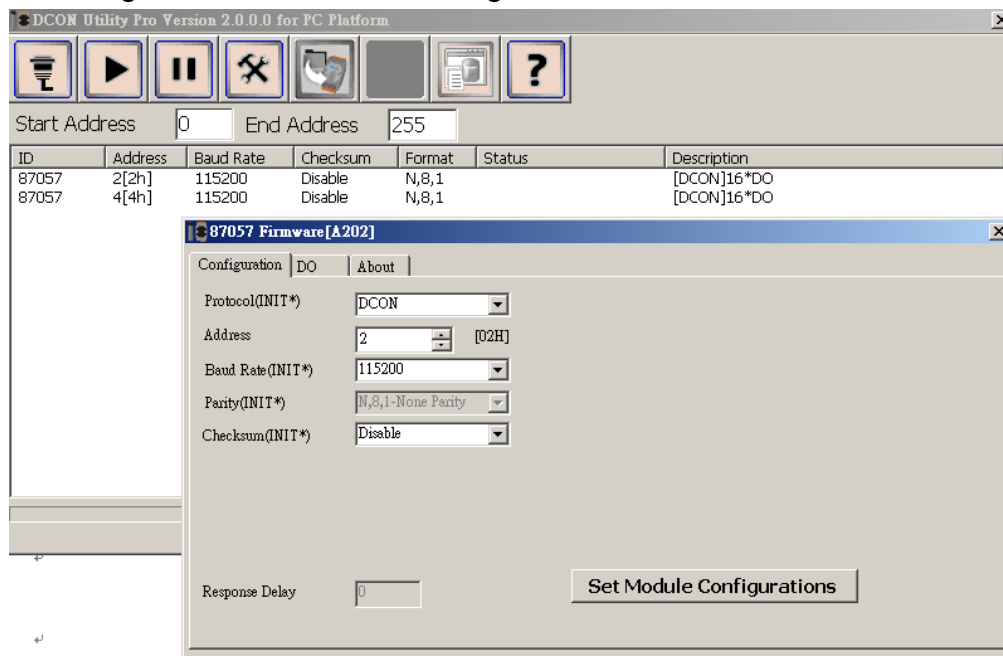 DCON Utility Pro Version 2.0.0.0 for PC Platform
Start Address 0 End Address 255
ID Address Baud Rate Checksum Format Status Description
87057 2[2h] 115200 Disable N,8,1 [DCON]16*DO
87057 4[4h] 115200 Disable N,8,1 [DCON]16*DO
87057 Firmware[A202]
Configuration DO About
Protocol(INIT*) DCON
Address 2 [02H]
Baud Rate(INIT*) 115200
Parity(INIT*) N,8,1-None Parity
Checksum(INIT*) Disable
Response Delay 0 Set Module Configurations